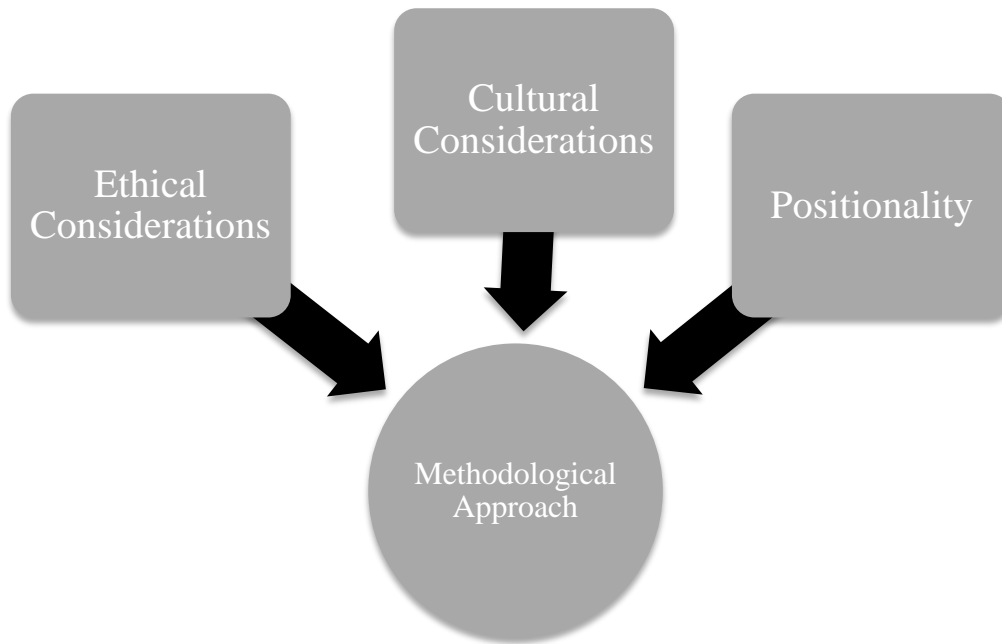 Ethical
Considerations
Cultural
Considerations
Positionality
Methodological
Approach